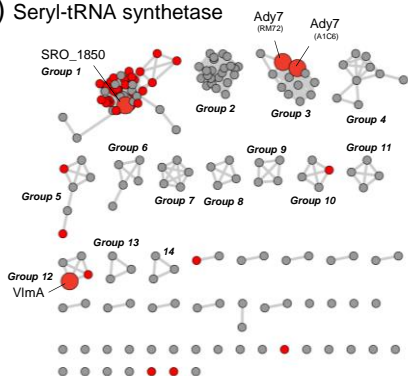 ) Seryl-tRNA synthetase
SRO_1850
Group 1
Group 2
Ady7
(RM72)
Ady7
(A1C6)
Group 3
Group 4
Group 5
Group 6
Group 7
Group 8
Group 9
Group 10
Group 11
Group 12
VlmA
Group 13
14